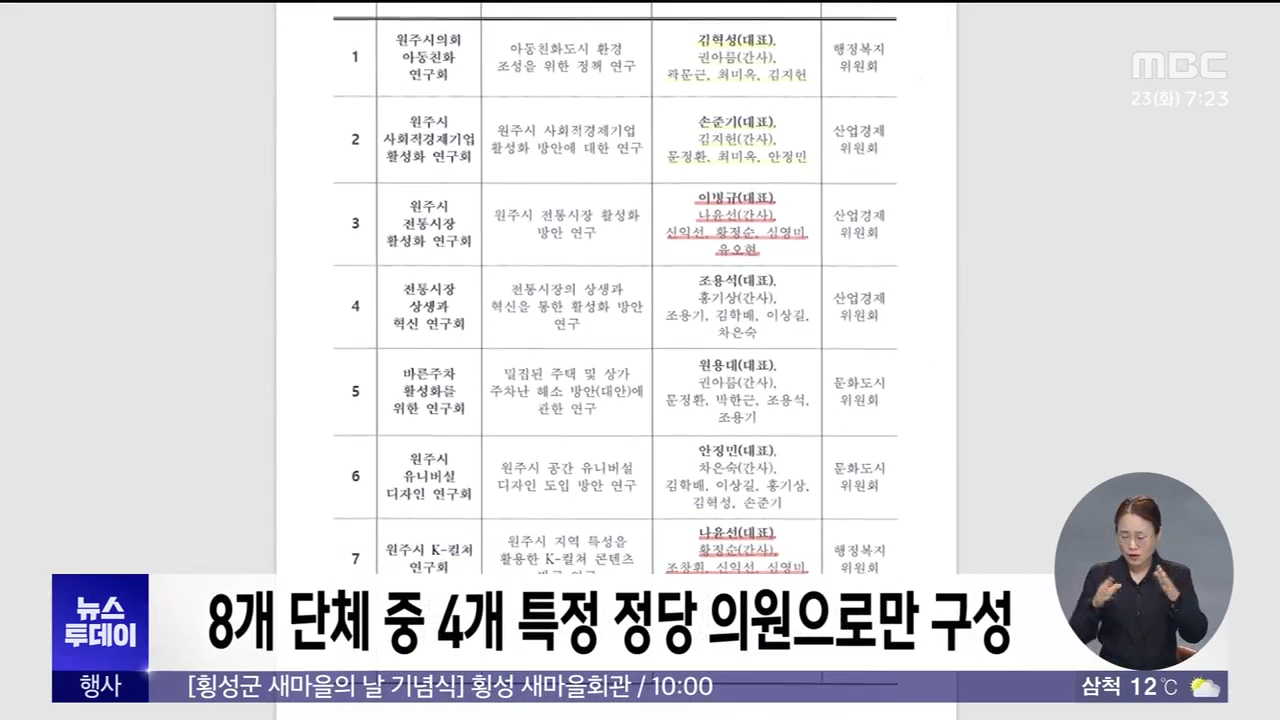 1
원주시의회
아동친화
연구회
아동친화도시 환경
조성을 위한 정책 연구
김혁성(대표),
권아름(간사),
곽문근, 최미옥, 김지헌
행정복지
위원회
MBC
23(화) 7:23
2
원주시
사회적경제기업
활성화 연구회
원주시 사회적경제기업
활성화 방안에 대한 연구
손준기(대표),
김지헌(간사),
문정환, 최미옥, 안정민
산업경제
위원회
3
원주시
전통시장
활성화 연구회
원주시 전통시장 활성화
방안 연구
이병규(대표),
나윤선(간사),
신익선, 황정순, 심영미,
유오현
산업경제
위원회
4
전통시장
상생과
혁신 연구회
전통시장의 상생과
혁신을 통한 활성화 방안
연구
조용석(대표),
홍기상(간사),
조용기, 김학배, 이상길,
차은숙
산업경제
위원회
5
바른주차
활성화를
위한 연구회
밀집된 주택 및 상가
주차난 해소 방안(대안)에
관한 연구
원용대(대표),
권아름(간사),
문정환, 박한근, 조용석,
조용기
문화도시
위원회
6
원주시
유니버설
디자인 연구회
원주시 공간 유니버설
디자인 도입 방안 연구
안정민(대표),
차은숙(간사),
김학배, 이상길, 홍기상,
김혁성, 손준기
문화도시
위원회
7
원주시 K-컬쳐
연구회
원주시 지역 특성을
활용한 K-컬쳐 콘텐츠
나윤선(대표),
황정순(간사),
조창휘, 신익선, 심영미,
행정복지
위원회
뉴스
투데이
8개 단체 중 4개 특정 정당 의원으로만 구성
행사
[횡성군 새마을의 날 기념식] 횡성 새마을회관 / 10:00
삼척 12℃